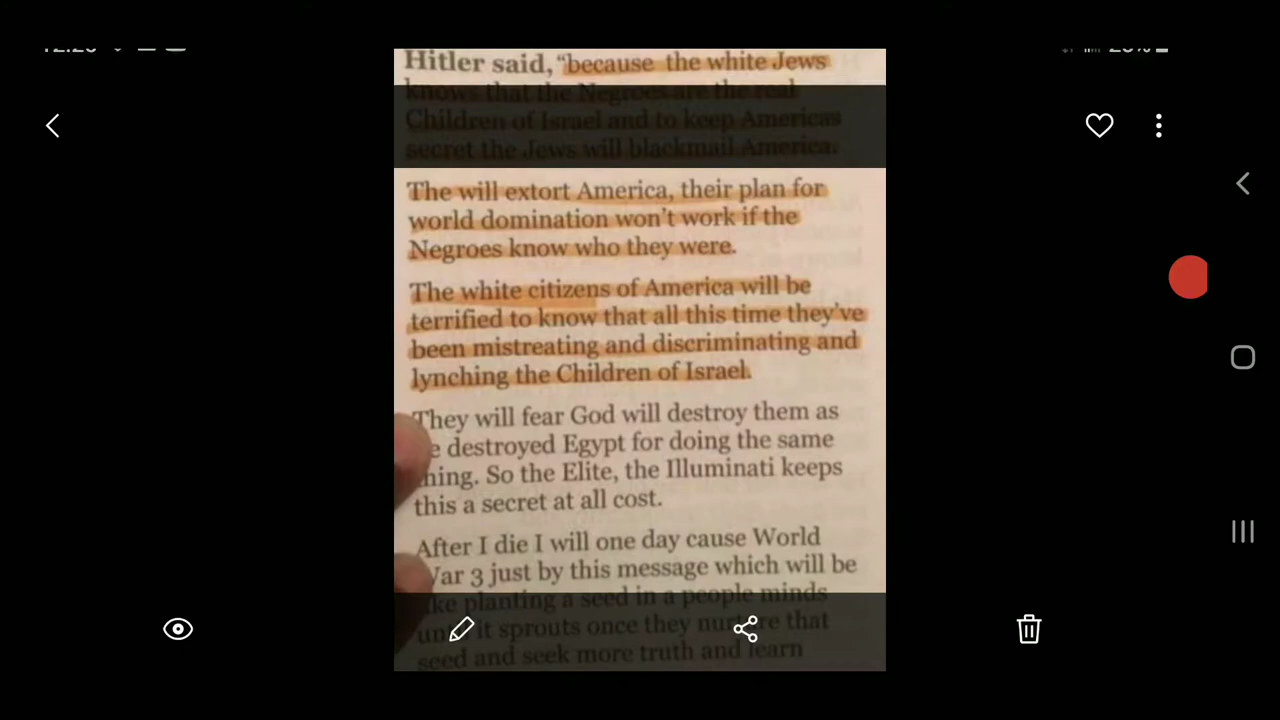 Hitler said, “because the white Jews
knows that the Negroes are the real
Children of Israel and to keep Americas
secret the Jews will blackmail America.
The will extort America, their plan for
world domination won't work if the
Negroes know who they were.
The white citizens of America will be
terrified to know that all this time they've
been mistreating and discriminating and
lynching the Children of Israel.
They will fear God will destroy them as
destroyed Egypt for doing the same
So the Elite, the Illuminati keeps
this a secret at all cost.
After I die I will one day cause World
War 3 just by this message which will be
planting a seed in a people minds
it sprouts once they that
seed and seek more truth and learn